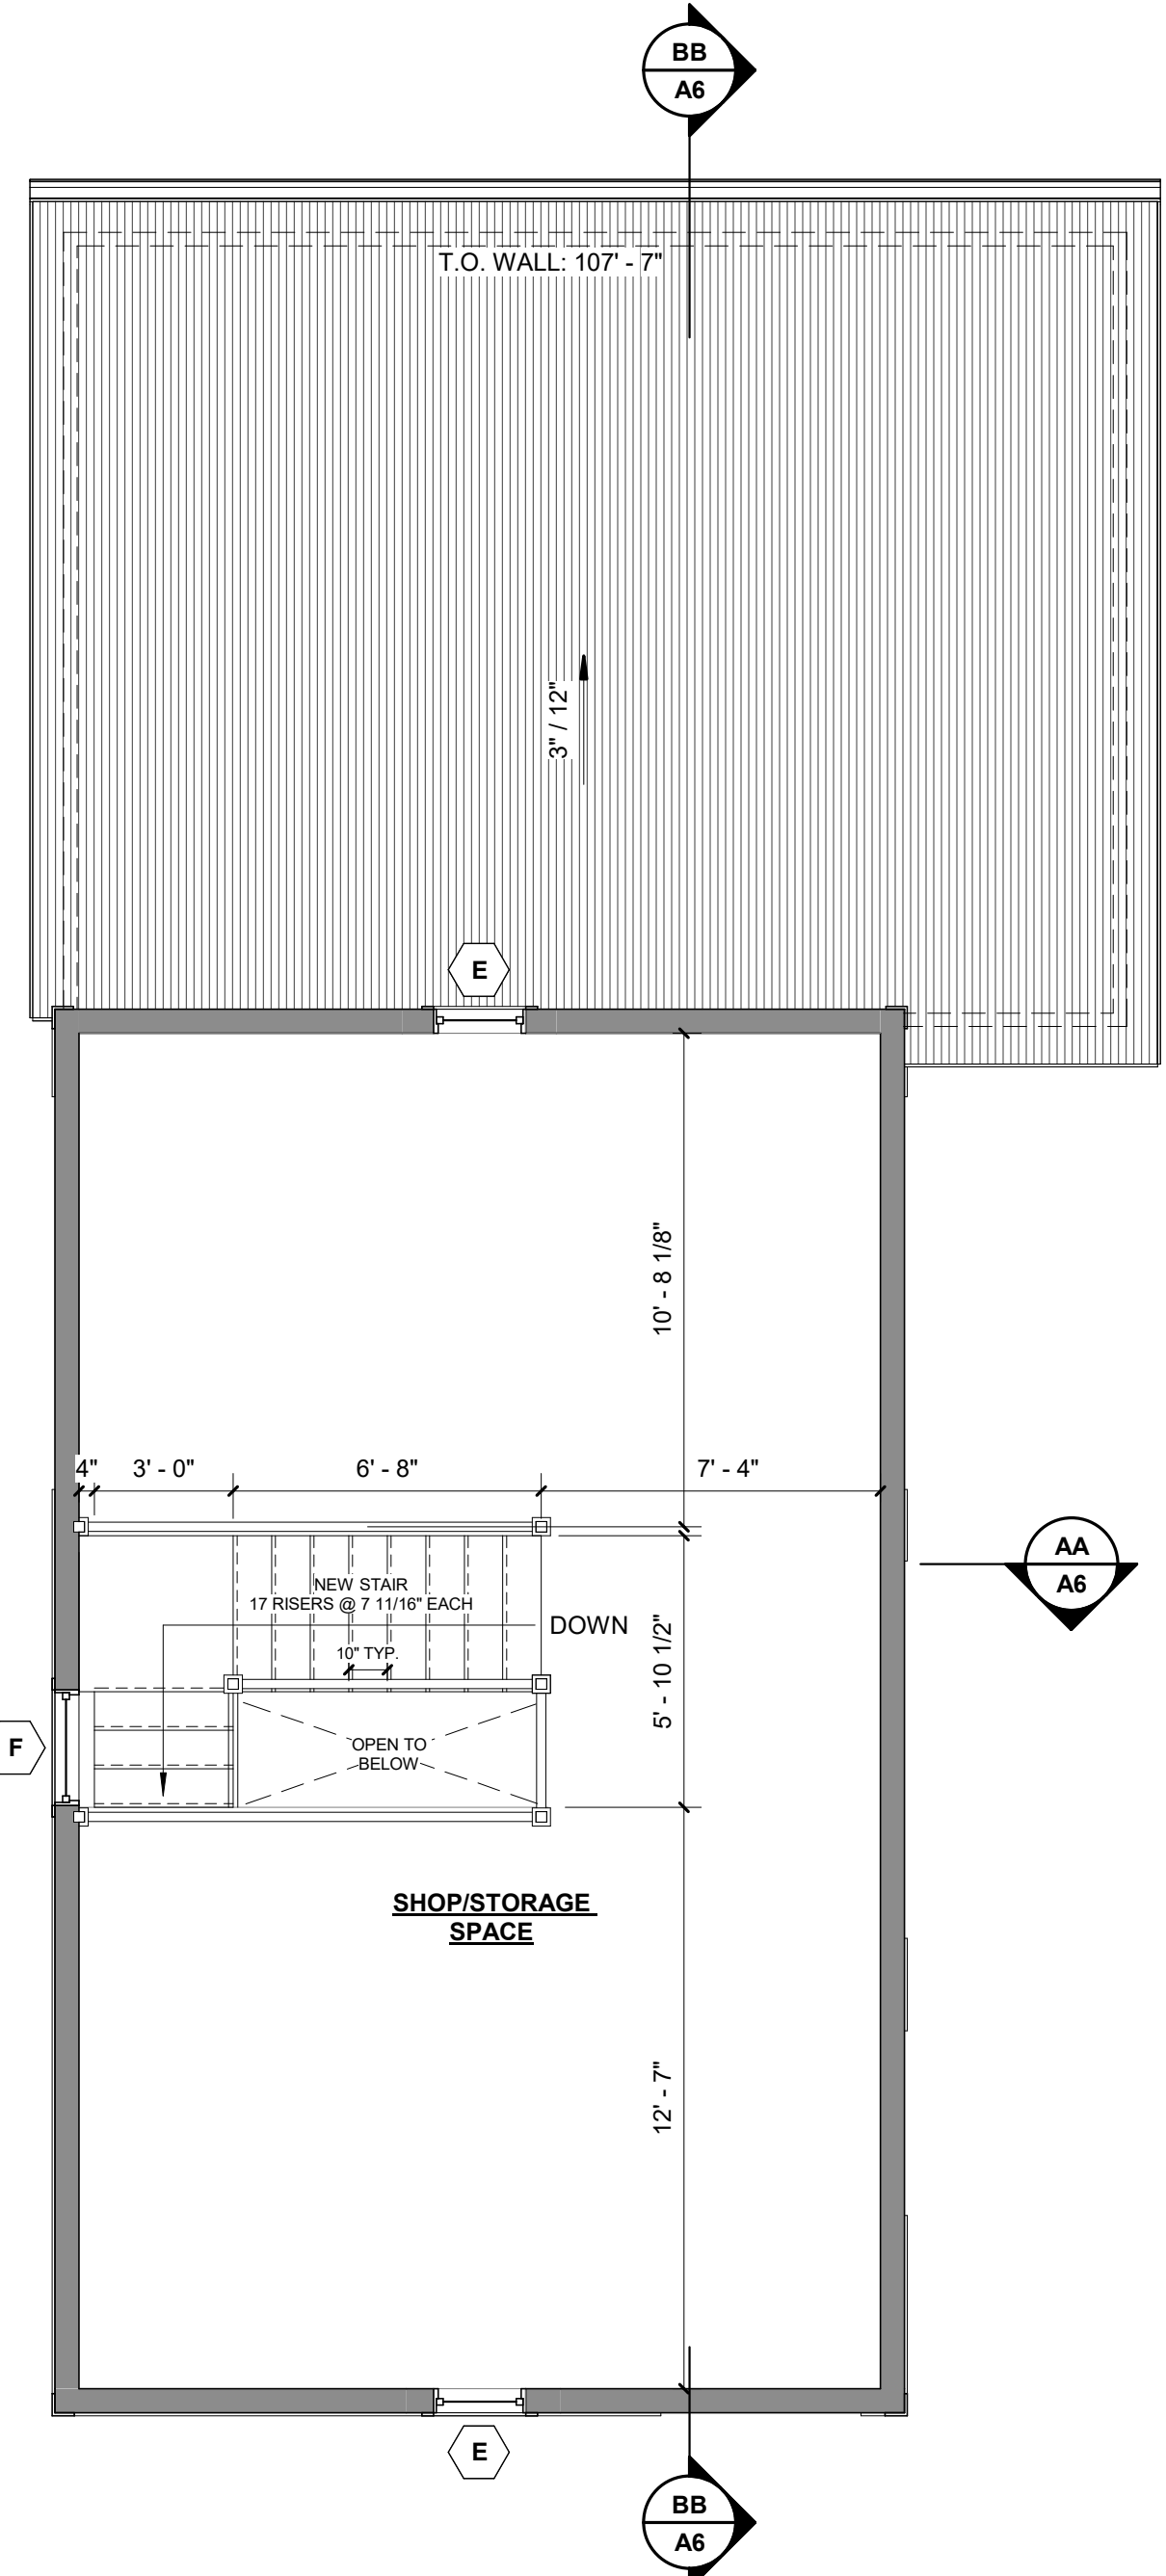 BB
A6
T.O. WALL: 107' - 7"
3" / 12"
E
10' - 8 1/8"
4"
3' - 0"
6' - 8"
7' - 4"
AA
A6
NEW STAIR
17 RISERS @ 7 11/16" EACH
DOWN
10" TYP.
5' - 10 1/2"
F
OPEN TO
BELOW
SHOP/STORAGE
SPACE
12' - 7"
E
BB
A6